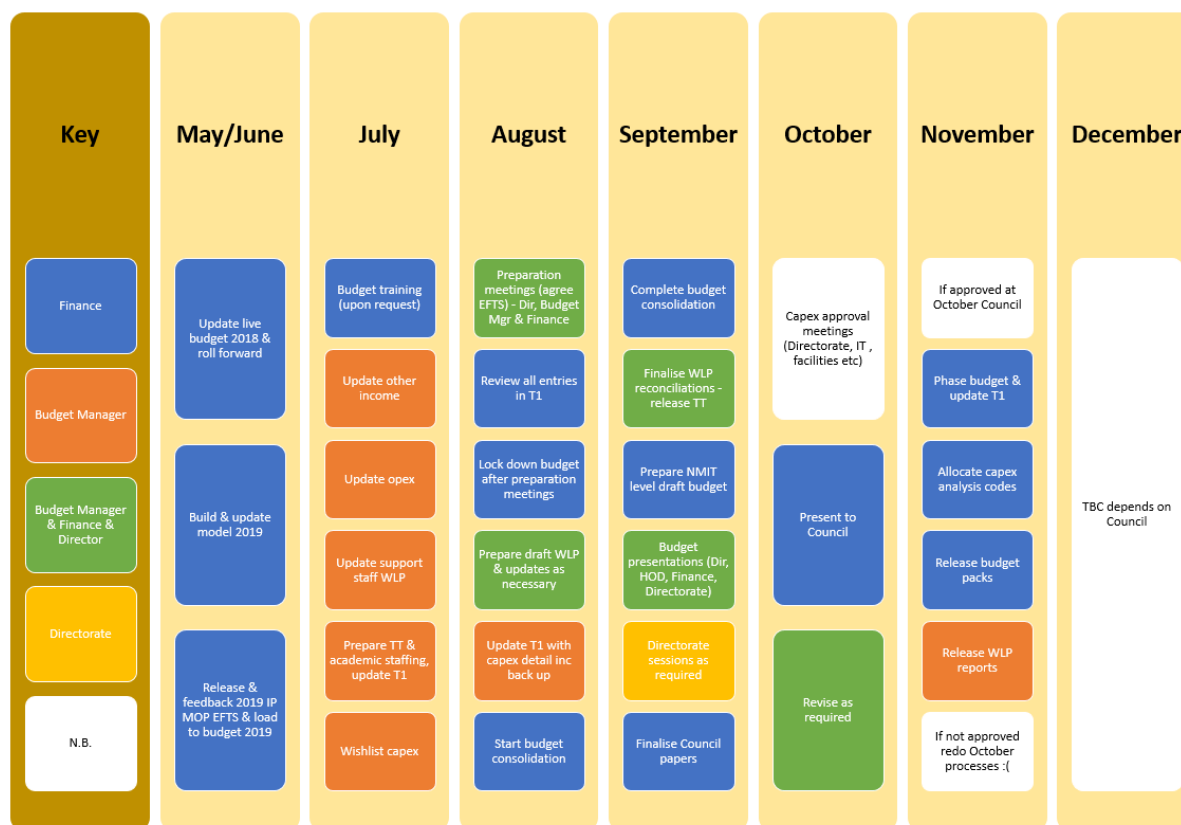 Key
Finance
Budget Manager
Budget Manager
& Finance &
Director
Directorate
N.B.
May/June
Update live
budget 2018 &
roll forward
Build & update
model 2019
Release &
feedback 2019 IP
MOP EFTS & load
to budget 2019
July
Budget training
(upon request)
Update other
income
Update opex
Update support
staff WLP
Prepare TT &
academic staffing,
update T1
Wishlist capex
August
Preparation
meetings (agree
EFTS) - Dir, Budget
Mgr & Finance
Review all entries
in T1
Lock down budget
after preparation
meetings
Prepare draft WLP
& updates as
necessary
Update T1 with
capex detail inc
back up
Start budget
consolidation
September
Complete budget
consolidation
Finalise WLP
reconciliations -
release TT
Prepare NMIT
level draft budget
Budget
presentations (Dir,
HOD, Finance,
Directorate)
Directorate
sessions as
required
Finalise Council
papers
October
Capex approval
meetings
(Directorate, IT ,
facilities etc)
Present to
Council
Revise as
required
November
If approved at
October Council
Phase budget &
update T1
Allocate capex
analysis codes
Release budget
packs
Release WLP
reports
If not approved
redo October
processes :(
December
TBC depends on
Council